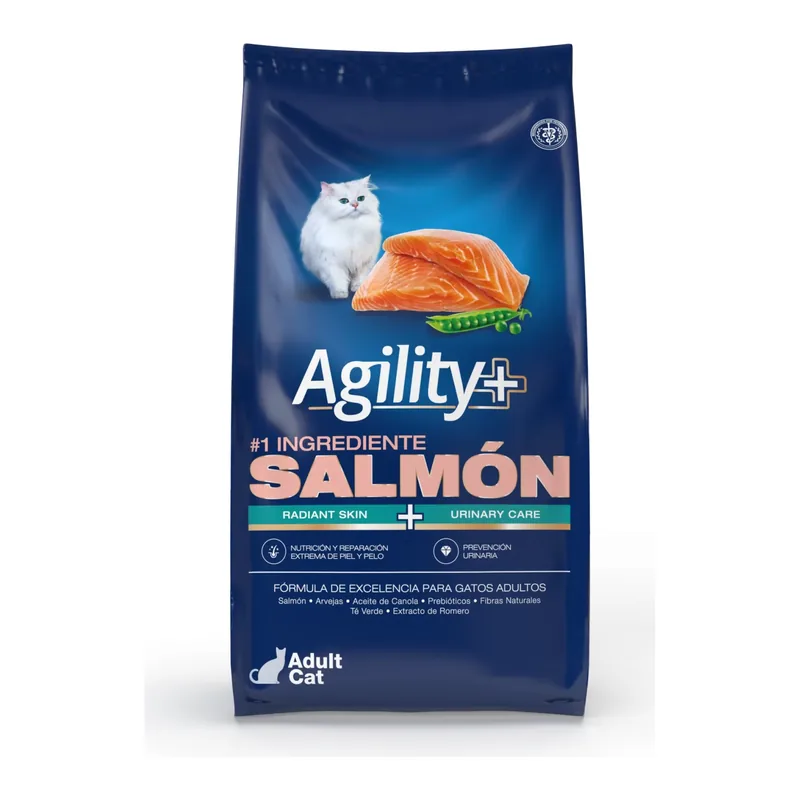 Agility+
#1 INGREDIENTE
SALMÓN
RADIANT SKIN + URINARY CARE
NUTRICIÓN Y REPARACIÓN
EXTREMA DE PIEL Y PELO
PREVENCIÓN
URINARIA
FÓRMULA DE EXCELENCIA PARA GATOS ADULTOS
Salmón • Arvejas • Aceite de Canola • Prebióticos • Fibras Naturales
Té Verde • Extracto de Romero
Adult
Cat